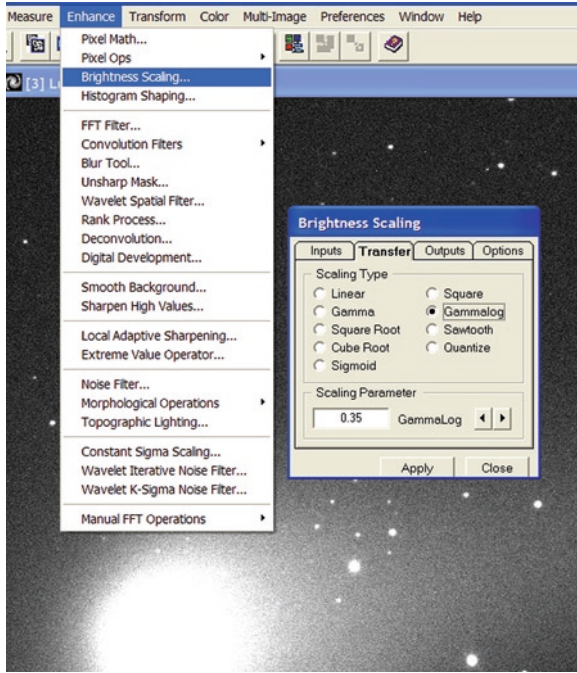 Measure Enhance Transform Color Multi-Image Preferences Window Help
[3] Lu
Pixel Math...
Pixel Ops
Brightness Scaling...
Histogram Shaping...
FFT Filter...
Convolution Filters
Blur Tool...
Unsharp Mask...
Wavelet Spatial Filter...
Rank Process...
Deconvolution...
Digital Development...
Smooth Background...
Sharpen High Values...
Local Adaptive Sharpening...
Extreme Value Operator...
Noise Filter...
Morphological Operations
Topographic Lighting...
Constant Sigma Scaling...
Wavelet Iterative Noise Filter...
Wavelet K-Sigma Noise Filter...
Manual FFT Operations
Brightness Scaling
Inputs Transfer Outputs Options
Scaling Type
Linear Square
Gamma Gammalog
Square Root Sawtooth
Cube Root Quantize
Sigmoid
Scaling Parameter
0.35 GammaLog
Apply Close